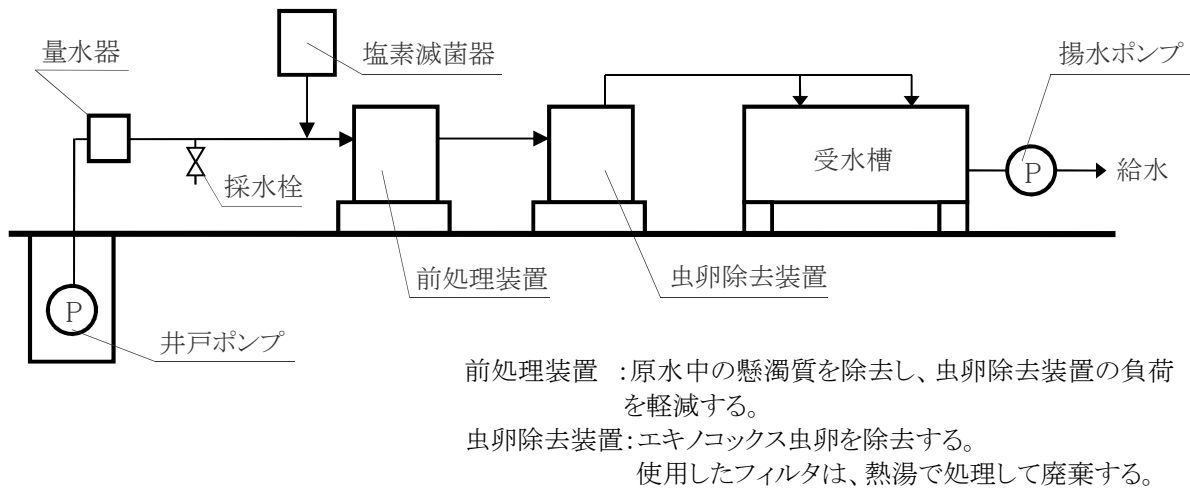 量水器
塩素滅菌器
揚水ポンプ
採水栓
受水槽
P
給水
前処理装置
虫卵除去装置
P
井戸ポンプ
前処理装置 :原水中の懸濁質を除去し、虫卵除去装置の負荷
を軽減する。
虫卵除去装置:エキノコックス虫卵を除去する。
使用したフィルタは、熱湯で処理して廃棄する。